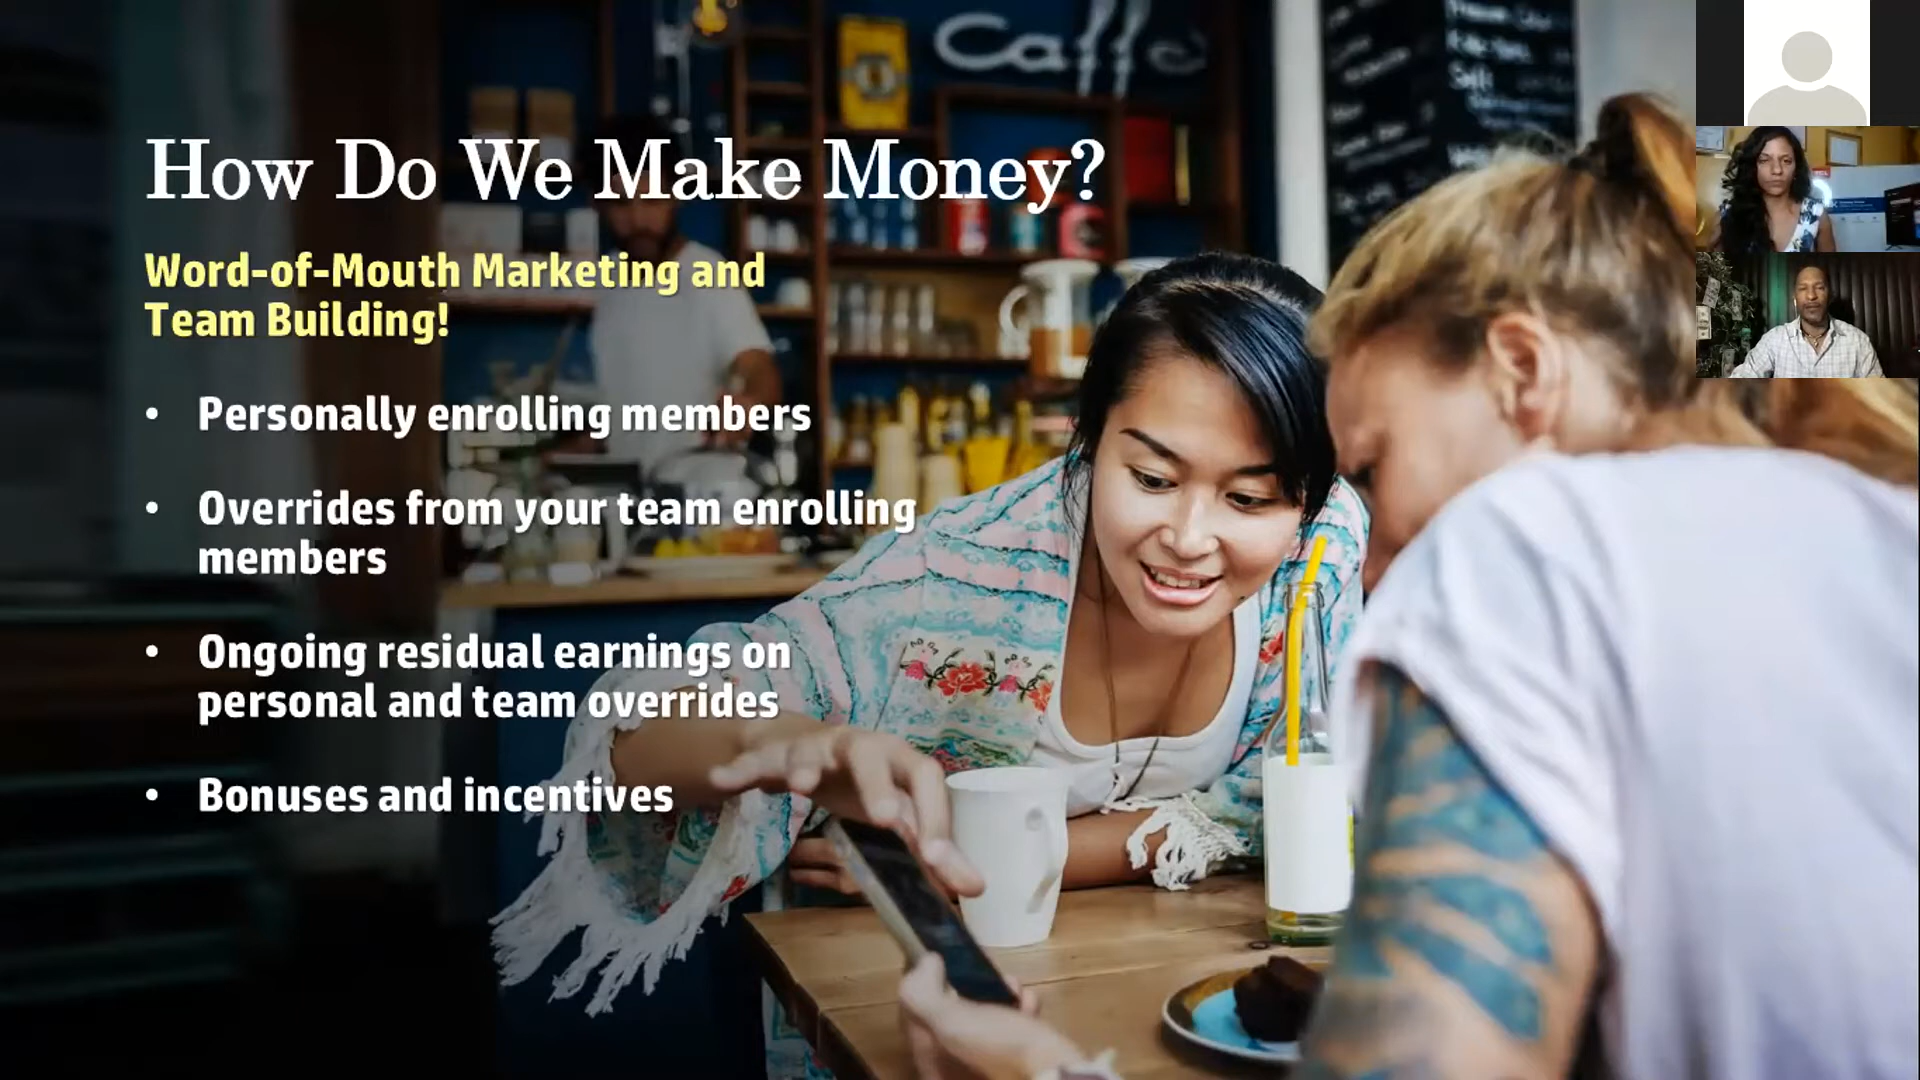 Caffe
How Do We Make Money?
Word-of-Mouth Marketing and
Team Building!
• Personally enrolling members
• Overrides from your team enrolling
members
• Ongoing residual earnings on
personal and team overrides
• Bonuses and incentives